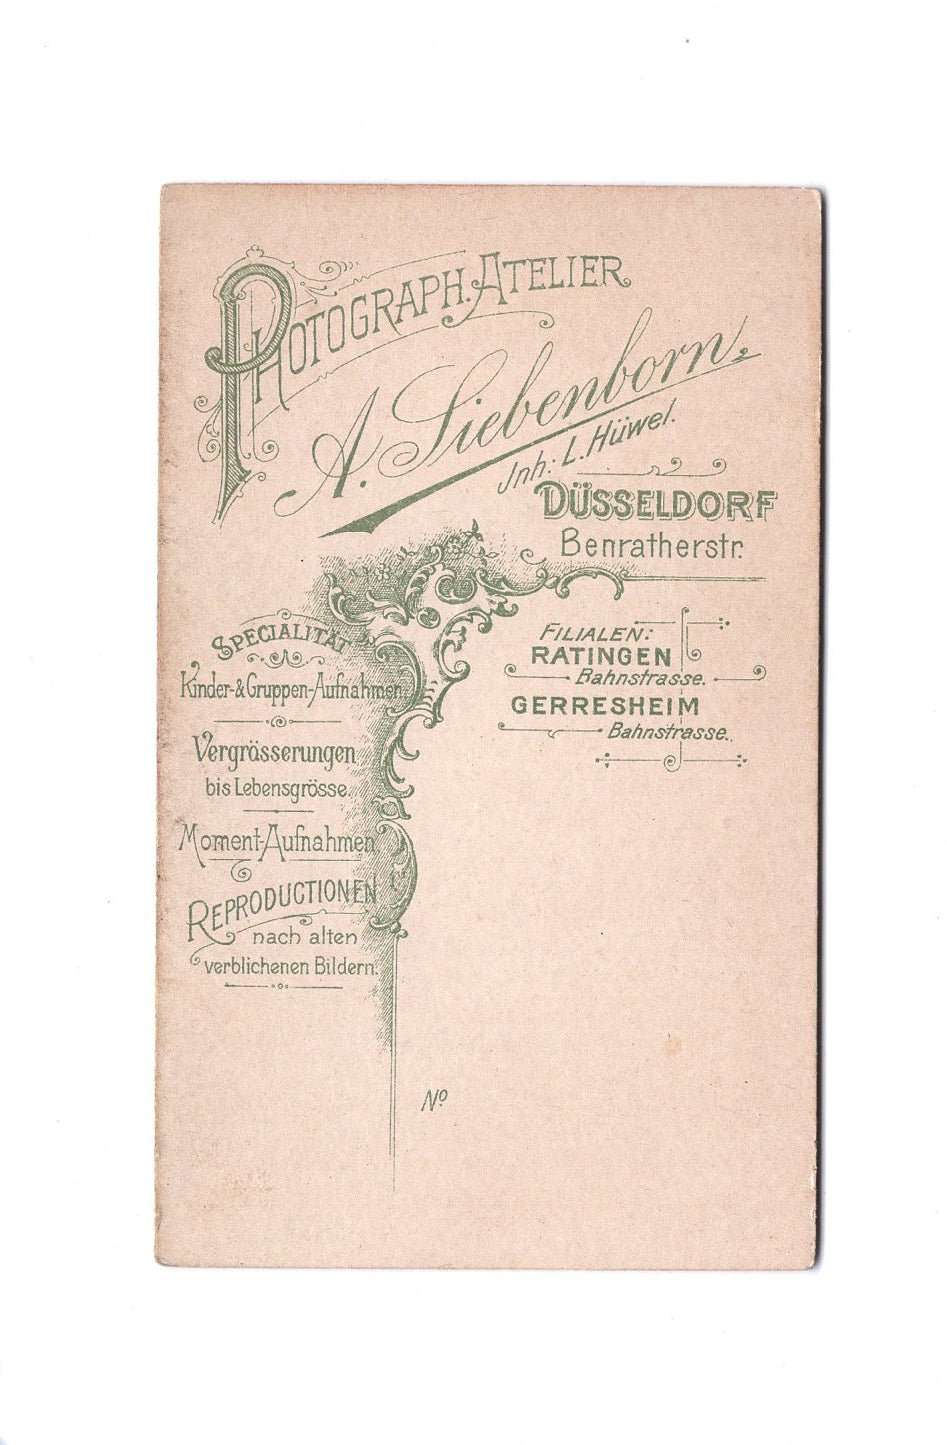 PHOTOGRAPH. ATELIER
A. Siebenborn,
Jnh: L. Hüwel.
DÜSSELDORF
Benratherstr.
SPECIALITÄT
Kinder-& Gruppen-Aufnahmen
Vergrösserungen
bis Lebensgrösse.
Moment-Aufnahmen
REPRODUCTIONEN
nach alten
verblichenen Bildern.
FILIALEN:
RATINGEN
Bahnstrasse.
GERRESHEIM
Bahnstrasse.
No